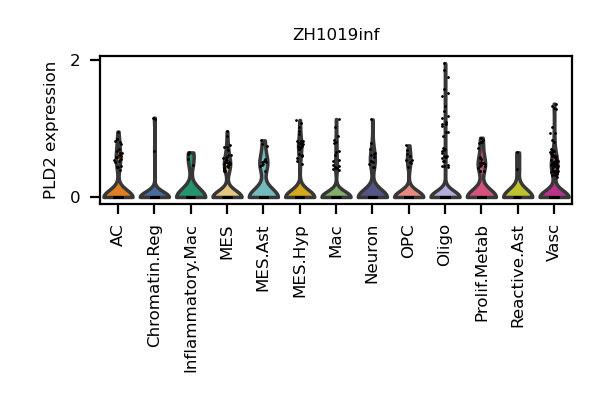 ZH1019inf
PLD2 expression
2
0
AC
Chromatin.Reg
Inflammatory.Mac
MES
MES.Ast
MES.Hyp
Mac
Neuron
OPC
Oligo
Prolif.Metab
Reactive.Ast
Vasc